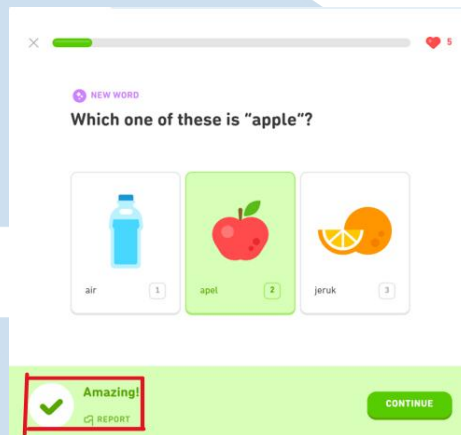 5
NEW WORD
Which one of these is "apple"?
air 1
apel 2
jeruk 3
Amazing!
REPORT
CONTINUE